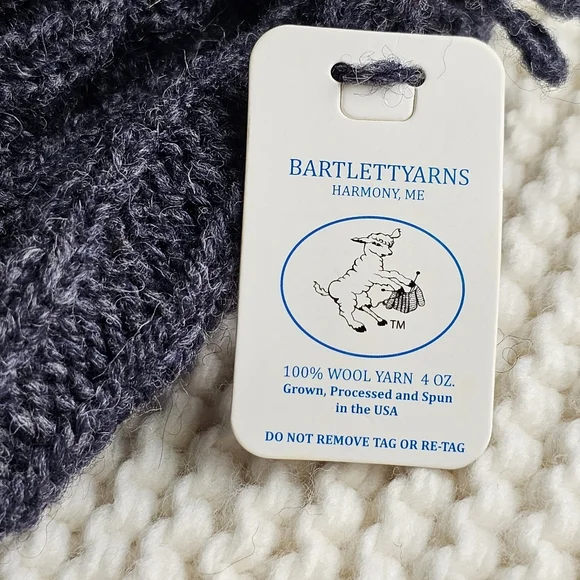 BARTLETTYARNS
HARMONY, ME
TM
100% WOOL YARN 4 OZ.
Grown, Processed and Spun
in the USA
DO NOT REMOVE TAG OR RE-TAG